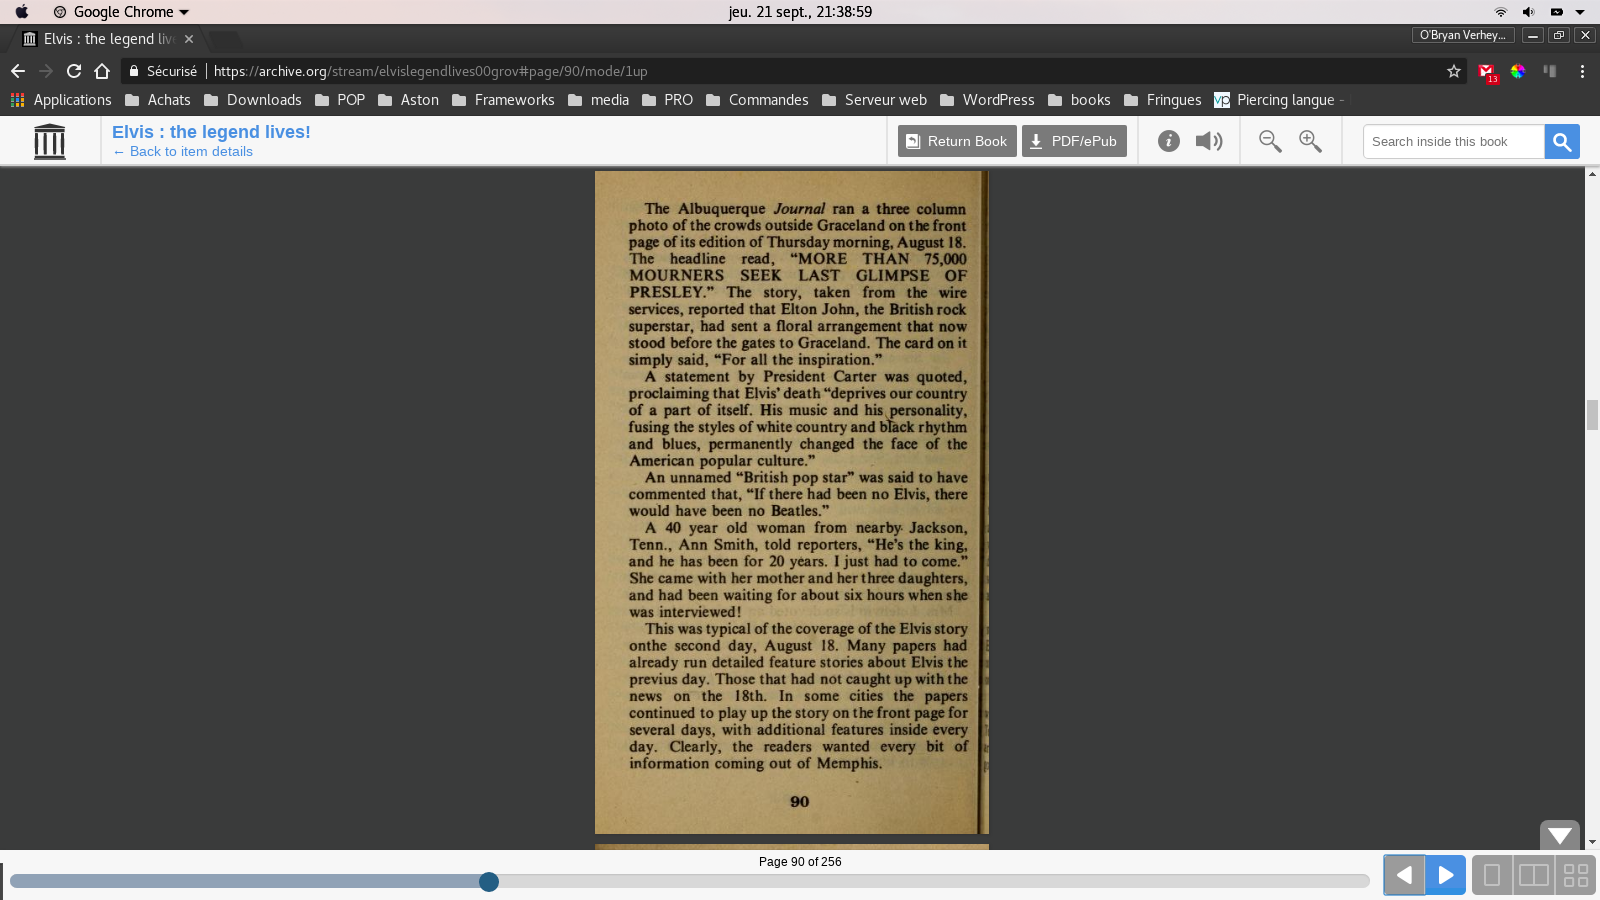 Google Chrome
jeu. 21 sept., 21:38:59
Elvis : the legend live
O'Bryan Verhey...
Sécurisé
https://archive.org/stream/elvislegendlives00grov#page/90/mode/1up
13
Applications
Achats
Downloads
POP
Aston
Frameworks
media
PRO
Commandes
Serveur web
WordPress
books
Fringues
vp
Piercing langue -
Elvis : the legend lives!
← Back to item details
Return Book
PDF/ePub
Search inside this book
The Albuquerque Journal ran a three column
photo of the crowds outside Graceland on the front
page of its edition of Thursday morning, August 18.
The headline read, “MORE THAN 75,000
MOURNERS SEEK LAST GLIMPSE OF
PRESLEY.” The story, taken from the wire
services, reported that Elton John, the British rock
superstar, had sent a floral arrangement that now
stood before the gates to Graceland. The card on it
simply said, “For all the inspiration.”
A statement by President Carter was quoted,
proclaiming that Elvis’ death “deprives our country
of a part of itself. His music and his personality,
fusing the styles of white country and black rhythm
and blues, permanently changed the face of the
American popular culture.”
An unnamed “British pop star” was said to have
commented that, “If there had been no Elvis, there
would have been no Beatles.”
A 40 year old woman from nearby Jackson,
Tenn., Ann Smith, told reporters, “He’s the king,
and he has been for 20 years. I just had to come.”
She came with her mother and her three daughters,
and had been waiting for about six hours when she
was interviewed!
This was typical of the coverage of the Elvis story
onthe second day, August 18. Many papers had
already run detailed feature stories about Elvis the
previus day. Those that had not caught up with the
news on the 18th. In some cities the papers
continued to play up the story on the front page for
several days, with additional features inside every
day. Clearly, the readers wanted every bit of
information coming out of Memphis.
90
Page 90 of 256